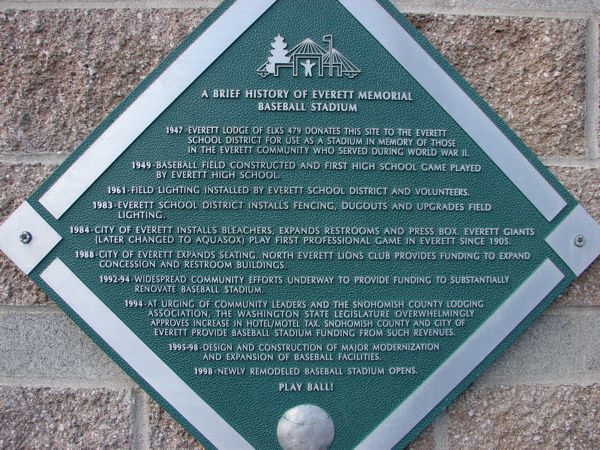 A BRIEF HISTORY OF EVERETT MEMORIAL
BASEBALL STADIUM
1947-EVERETT LODGE OF ELKS 479 DONATES THIS SITE TO THE EVERETT
SCHOOL DISTRICT FOR USE AS A STADIUM IN MEMORY OF THOSE
IN THE EVERETT COMMUNITY WHO SERVED DURING WORLD WAR II.
1949-BASEBALL FIELD CONSTRUCTED AND FIRST HIGH SCHOOL GAME PLAYED
BY EVERETT HIGH SCHOOL.
1961-FIELD LIGHTING INSTALLED BY EVERETT SCHOOL DISTRICT AND VOLUNTEERS.
1983-EVERETT SCHOOL DISTRICT INSTALLS FENCING, DUGOUTS AND UPGRADES FIELD
LIGHTING.
1984-CITY OF EVERETT INSTALLS BLEACHERS, EXPANDS RESTROOMS AND PRESS BOX. EVERETT GIANTS
(LATER CHANGED TO AQUASOX) PLAY FIRST PROFESSIONAL GAME IN EVERETT SINCE 1905.
1988-CITY OF EVERETT EXPANDS SEATING. NORTH EVERETT LIONS CLUB PROVIDES FUNDING TO EXPAND
CONCESSION AND RESTROOM BUILDINGS.
1992-94-WIDESPREAD COMMUNITY EFFORTS UNDERWAY TO PROVIDE FUNDING TO SUBSTANTIALLY
RENOVATE BASEBALL STADIUM.
1994-AT URGING OF COMMUNITY LEADERS AND THE SNOHOMISH COUNTY LODGING
ASSOCIATION, THE WASHINGTON STATE LEGISLATURE OVERWHELMINGLY
APPROVES INCREASE IN HOTEL/MOTEL TAX. SNOHOMISH COUNTY AND CITY OF
EVERETT PROVIDE BASEBALL STADIUM FUNDING FROM SUCH REVENUES.
1995-98-DESIGN AND CONSTRUCTION OF MAJOR MODERNIZATION
AND EXPANSION OF BASEBALL FACILITIES.
1998-NEWLY REMODELED BASEBALL STADIUM OPENS.
PLAY BALL!